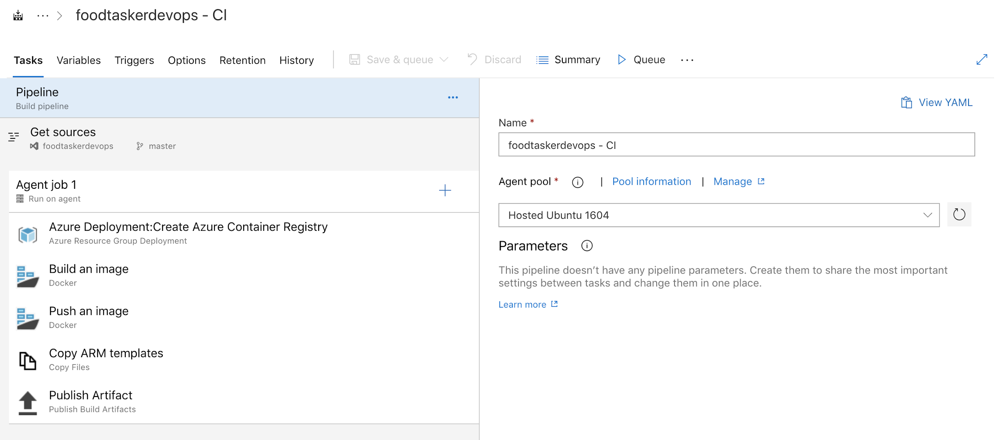 foodtaskerdevops - CI
Tasks Variables Triggers Options Retention History Save & queue Discard Summary Queue
Pipeline
Build pipeline
Get sources
foodtaskerdevops master
Agent job 1
Run on agent
Azure Deployment:Create Azure Container Registry
Azure Resource Group Deployment
Build an image
Docker
Push an image
Docker
Copy ARM templates
Copy Files
Publish Artifact
Publish Build Artifacts
View YAML
Name *
foodtaskerdevops - CI
Agent pool * | Pool information | Manage
Hosted Ubuntu 1604
Parameters
This pipeline doesn’t have any pipeline parameters. Create them to share the most important
settings between tasks and change them in one place.
Learn more